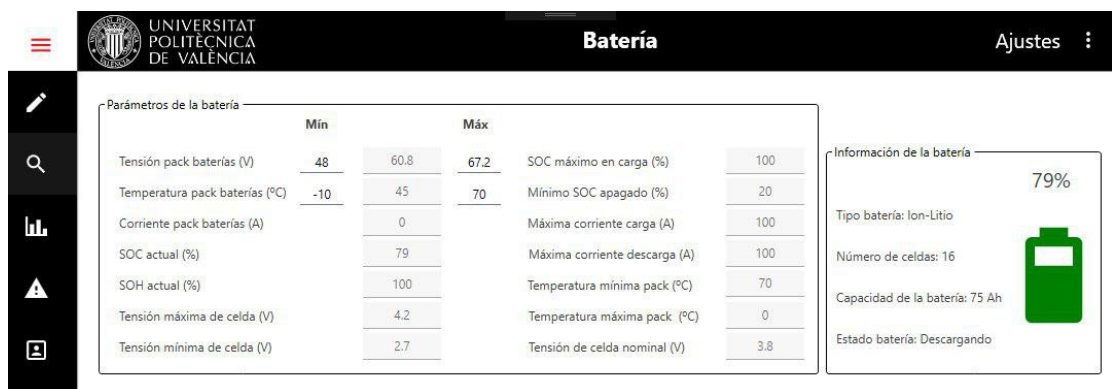 UNIVERSITAT
POLITÈCNICA
DE VALÈNCIA
Batería
Ajustes
Parámetros de la batería
Mín Máx
Tensión pack baterías (V) 48 60.8 67.2 SOC máximo en carga (%) 100
Temperatura pack baterías (ºC) -10 45 70 Mínimo SOC apagado (%) 20
Corriente pack baterías (A) 0 Máxima corriente carga (A) 100
SOC actual (%) 79 Máxima corriente descarga (A) 100
SOH actual (%) 100 Temperatura mínima pack (ºC) 70
Tensión máxima de celda (V) 4.2 Temperatura máxima pack (ºC) 0
Tensión mínima de celda (V) 2.7 Tensión de celda nominal (V) 3.8
Información de la batería
79%
Tipo batería: Ion-Litio
Número de celdas: 16
Capacidad de la batería: 75 Ah
Estado batería: Descargando